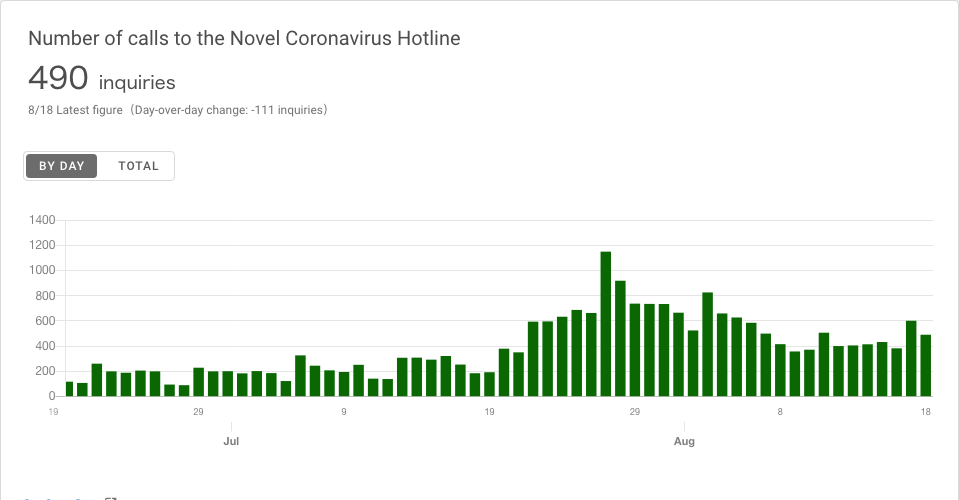 Number of calls to the Novel Coronavirus Hotline
490 inquiries
8/18 Latest figure（Day-over-day change: -111 inquiries）
BY DAY TOTAL
1400
1200
1000
800
600
400
200
0
19 29 9 19 29 8 18
Jul Aug